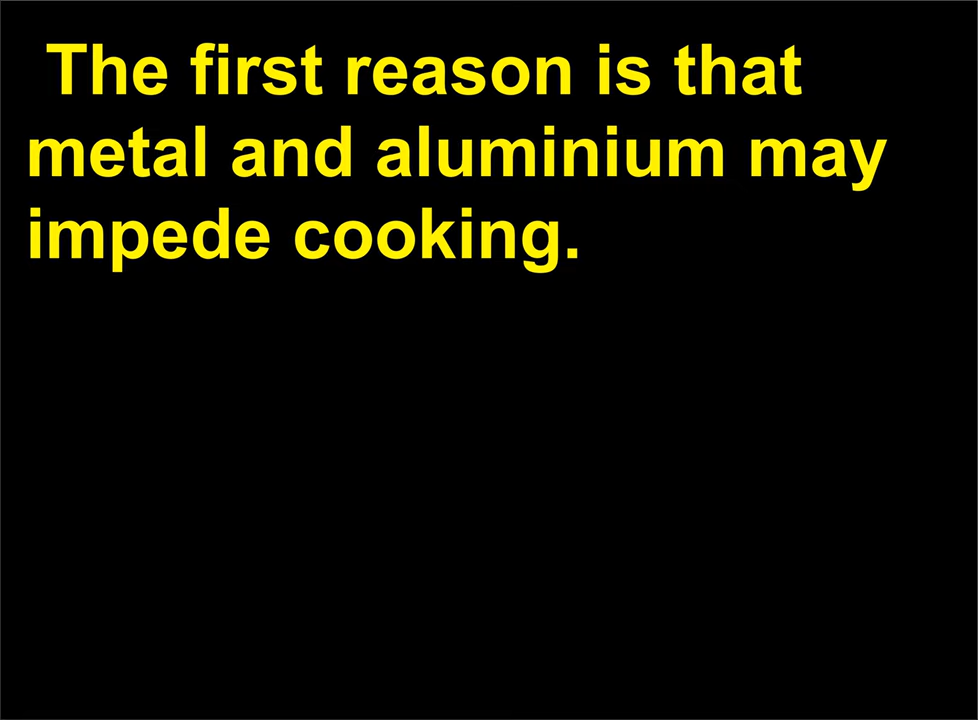 The first reason is that
metal and aluminium may
impede cooking.